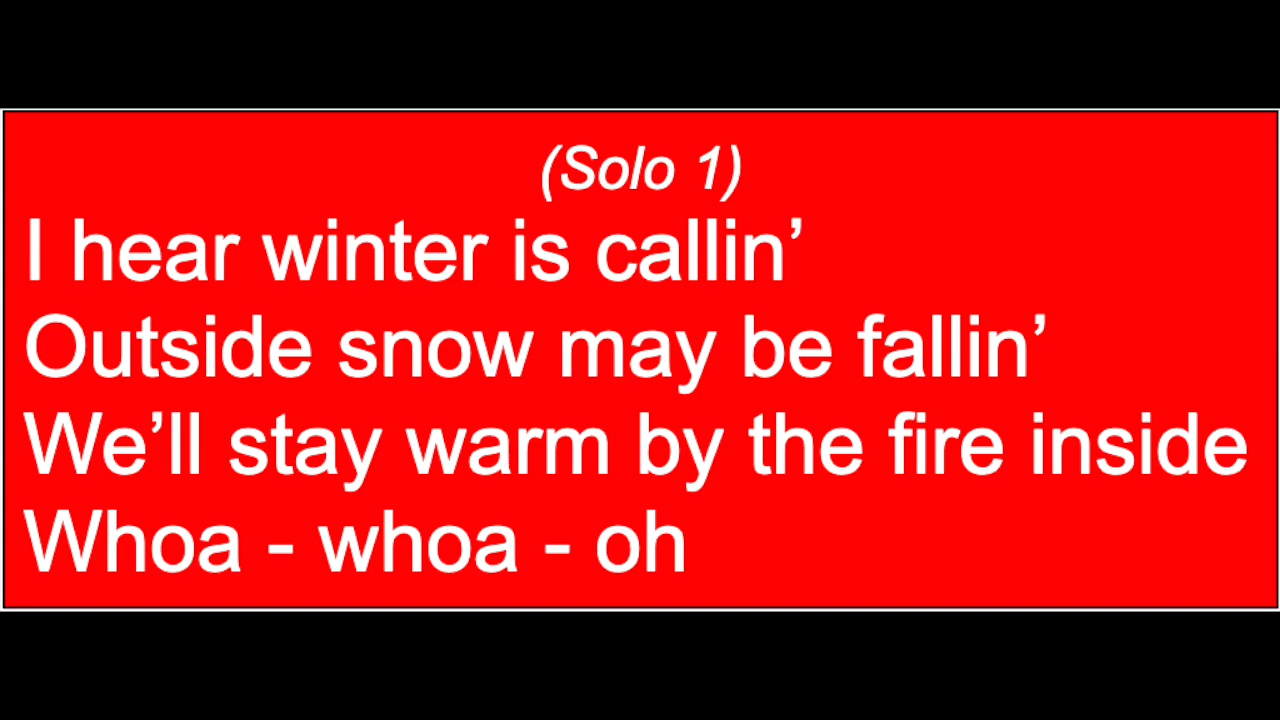 (Solo 1)
I hear winter is callin’
Outside snow may be fallin’
We’ll stay warm by the fire inside
Whoa - whoa - oh